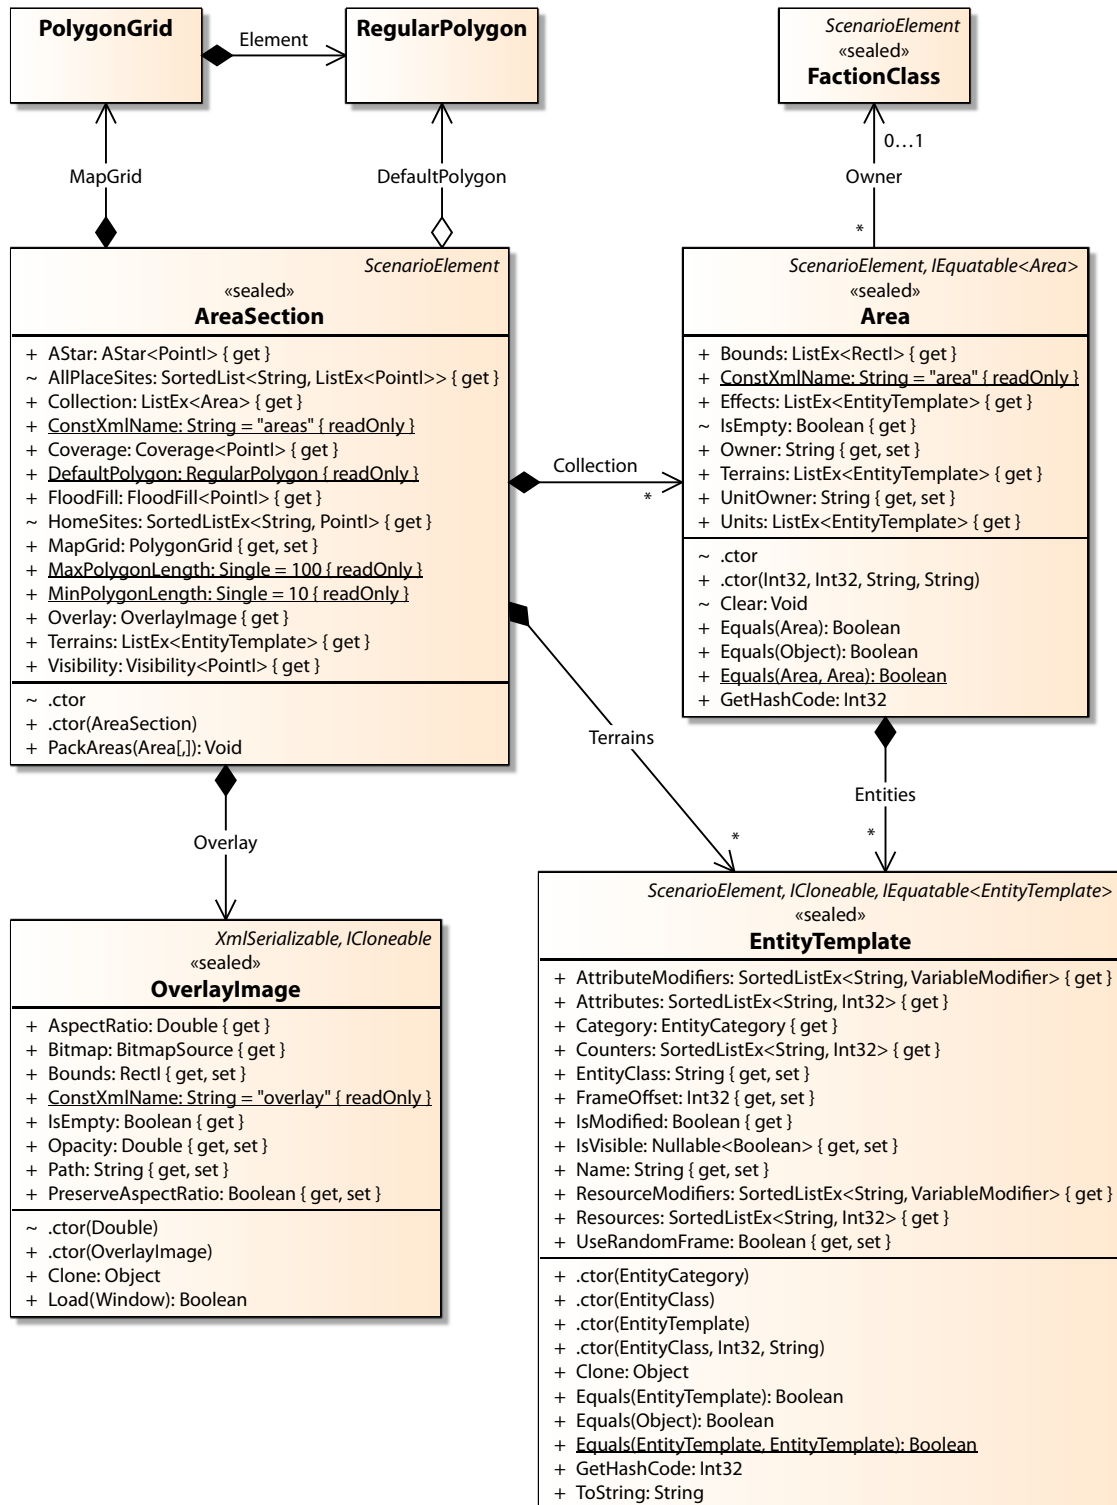 PolygonGrid
Element
RegularPolygon
ScenarioElement
«sealed»
FactionClass
MapGrid
DefaultPolygon
0…1
Owner
*
ScenarioElement
«sealed»
AreaSection
+ AStar: AStar<PointI> { get }
~ AllPlaceSites: SortedList<String, ListEx<PointI>> { get }
+ Collection: ListEx<Area> { get }
+ ConstXmlName: String = "areas" { readOnly }
+ Coverage: Coverage<PointI> { get }
+ DefaultPolygon: RegularPolygon { readOnly }
+ FloodFill: FloodFill<PointI> { get }
~ HomeSites: SortedListEx<String, PointI> { get }
+ MapGrid: PolygonGrid { get, set }
+ MaxPolygonLength: Single = 100 { readOnly }
+ MinPolygonLength: Single = 10 { readOnly }
+ Overlay: OverlayImage { get }
+ Terrains: ListEx<EntityTemplate> { get }
+ Visibility: Visibility<PointI> { get }
~ .ctor
+ .ctor(AreaSection)
+ PackAreas(Area[,]): Void
Collection
*
ScenarioElement, IEquatable<Area>
«sealed»
Area
+ Bounds: ListEx<RectI> { get }
+ ConstXmlName: String = "area" { readOnly }
+ Effects: ListEx<EntityTemplate> { get }
~ IsEmpty: Boolean { get }
+ Owner: String { get, set }
+ Terrains: ListEx<EntityTemplate> { get }
+ UnitOwner: String { get, set }
+ Units: ListEx<EntityTemplate> { get }
~ .ctor
+ .ctor(Int32, Int32, String, String)
~ Clear: Void
+ Equals(Area): Boolean
+ Equals(Object): Boolean
+ Equals(Area, Area): Boolean
+ GetHashCode: Int32
Terrains
*
Entities
*
Overlay
XmlSerializable, ICloneable
«sealed»
OverlayImage
+ AspectRatio: Double { get }
+ Bitmap: BitmapSource { get }
+ Bounds: RectI { get, set }
+ ConstXmlName: String = "overlay" { readOnly }
+ IsEmpty: Boolean { get }
+ Opacity: Double { get, set }
+ Path: String { get, set }
+ PreserveAspectRatio: Boolean { get, set }
~ .ctor(Double)
+ .ctor(OverlayImage)
+ Clone: Object
+ Load(Window): Boolean
ScenarioElement, ICloneable, IEquatable<EntityTemplate>
«sealed»
EntityTemplate
+ AttributeModifiers: SortedListEx<String, VariableModifier> { get }
+ Attributes: SortedListEx<String, Int32> { get }
+ Category: EntityCategory { get }
+ Counters: SortedListEx<String, Int32> { get }
+ EntityClass: String { get, set }
+ FrameOffset: Int32 { get, set }
+ IsModified: Boolean { get }
+ IsVisible: Nullable<Boolean> { get, set }
+ Name: String { get, set }
+ ResourceModifiers: SortedListEx<String, VariableModifier> { get }
+ Resources: SortedListEx<String, Int32> { get }
+ UseRandomFrame: Boolean { get, set }
+ .ctor(EntityCategory)
+ .ctor(EntityClass)
+ .ctor(EntityTemplate)
+ .ctor(EntityClass, Int32, String)
+ Clone: Object
+ Equals(EntityTemplate): Boolean
+ Equals(Object): Boolean
+ Equals(EntityTemplate, EntityTemplate): Boolean
+ GetHashCode: Int32
+ ToString: String